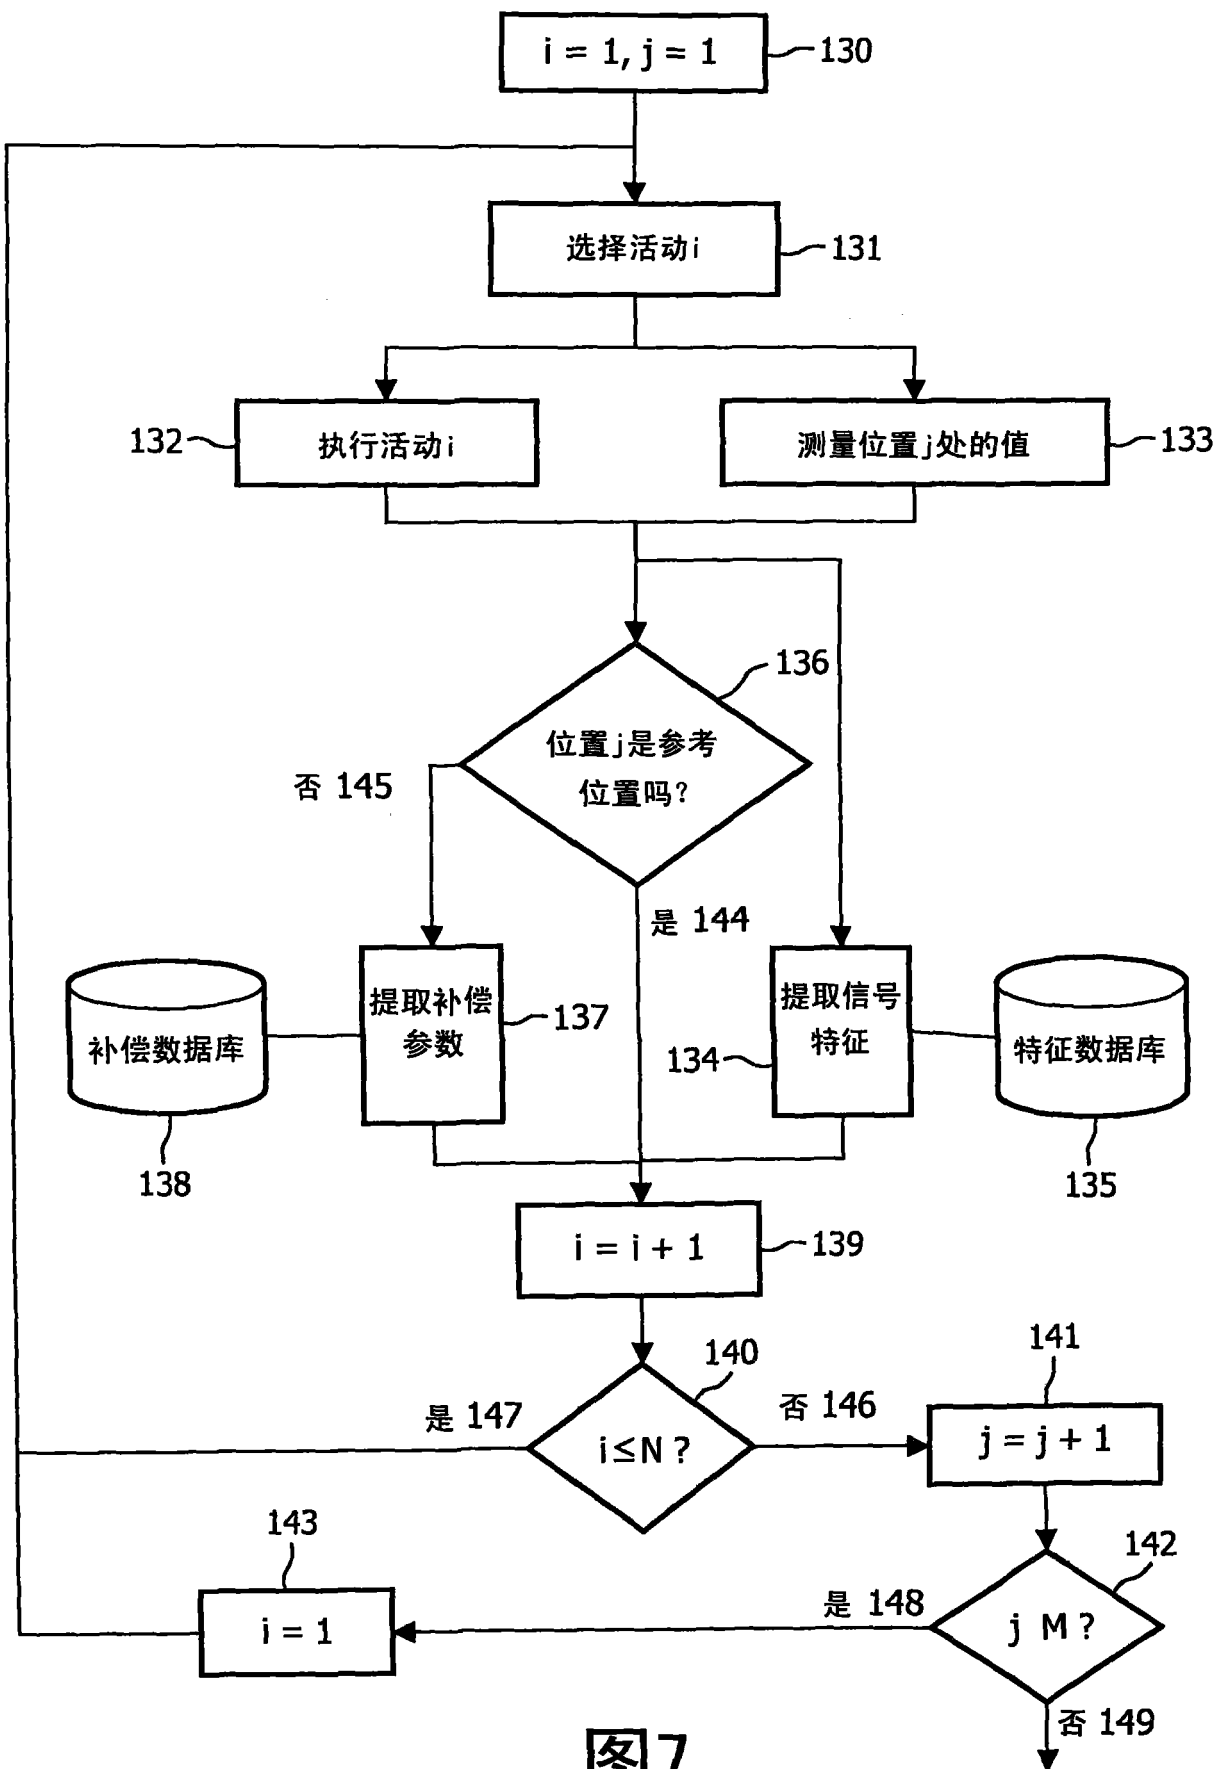 i = 1, j = 1
130
选择活动i
131
132
执行活动i
测量位置j处的值
133
136
位置j是参考
位置吗?
否 145
是 144
提取补偿
参数
137
补偿数据库
138
提取信号
特征
134
特征数据库
135
i = i + 1
139
140
i≤N ?
是 147
否 146
141
j = j + 1
142
j M ?
是 148
143
i = 1
否 149
图7